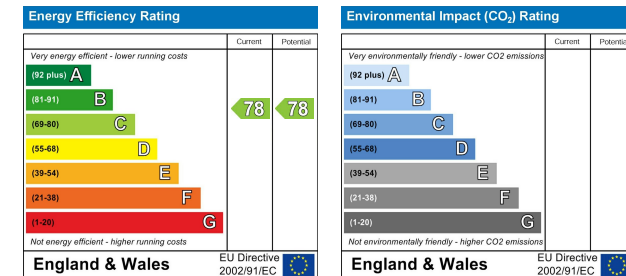 Energy Efficiency Rating
Current Potential
Very energy efficient - lower running costs
(92 plus) A
(81-91) B
(69-80) C
(55-68) D
(39-54) E
(21-38) F
(1-20) G
78 78
Not energy efficient - higher running costs
England & Wales
EU Directive
2002/91/EC
Environmental Impact (CO₂) Rating
Current Potential
Very environmentally friendly - lower CO2 emissions
(92 plus) A
(81-91) B
(69-80) C
(55-68) D
(39-54) E
(21-38) F
(1-20) G
Not environmentally friendly - higher CO2 emissions
England & Wales
EU Directive
2002/91/EC